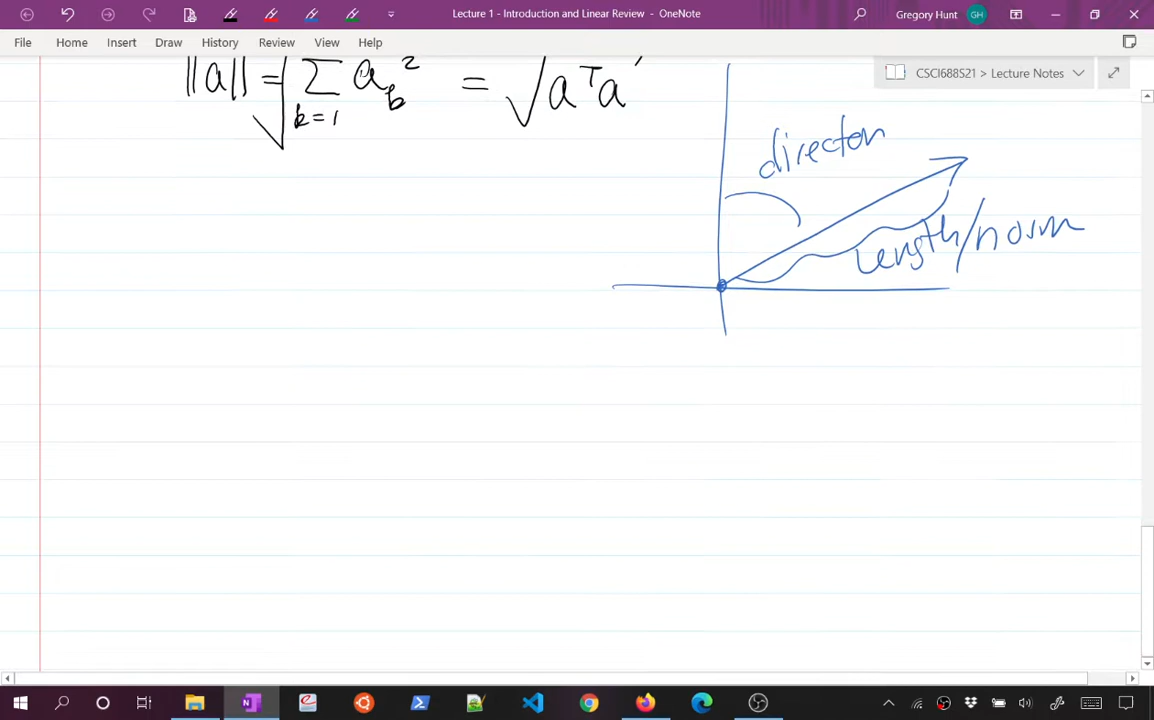 Lecture 1 - Introduction and Linear Review - OneNote
Gregory Hunt GH
File Home Insert Draw History Review View Help
CSCI688S21 > Lecture Notes
||a|| = √ Σ a_k² = √ aᵀa
k=1
directon
length/norm